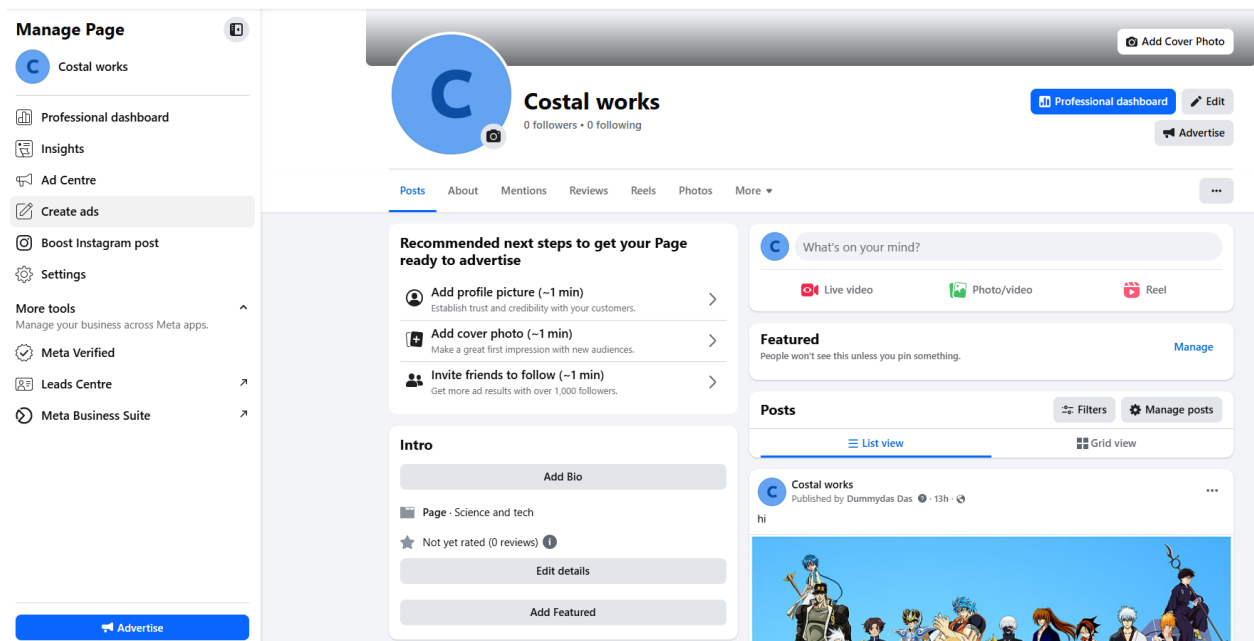 Manage Page
C
Costal works
Professional dashboard
Insights
Ad Centre
Create ads
Boost Instagram post
Settings
More tools
Manage your business across Meta apps.
Meta Verified
Leads Centre
Meta Business Suite
Advertise
Add Cover Photo
C
Costal works
0 followers • 0 following
Professional dashboard
Edit
Advertise
Posts About Mentions Reviews Reels Photos More
Recommended next steps to get your Page
ready to advertise
Add profile picture (~1 min)
Establish trust and credibility with your customers.
Add cover photo (~1 min)
Make a great first impression with new audiences.
Invite friends to follow (~1 min)
Get more ad results with over 1,000 followers.
Intro
Add Bio
Page · Science and tech
Not yet rated (0 reviews)
Edit details
Add Featured
C
What's on your mind?
Live video Photo/video Reel
Featured
People won't see this unless you pin something.
Manage
Posts
Filters Manage posts
List view Grid view
C
Costal works
Published by Dummydas Das · 13h ·
hi